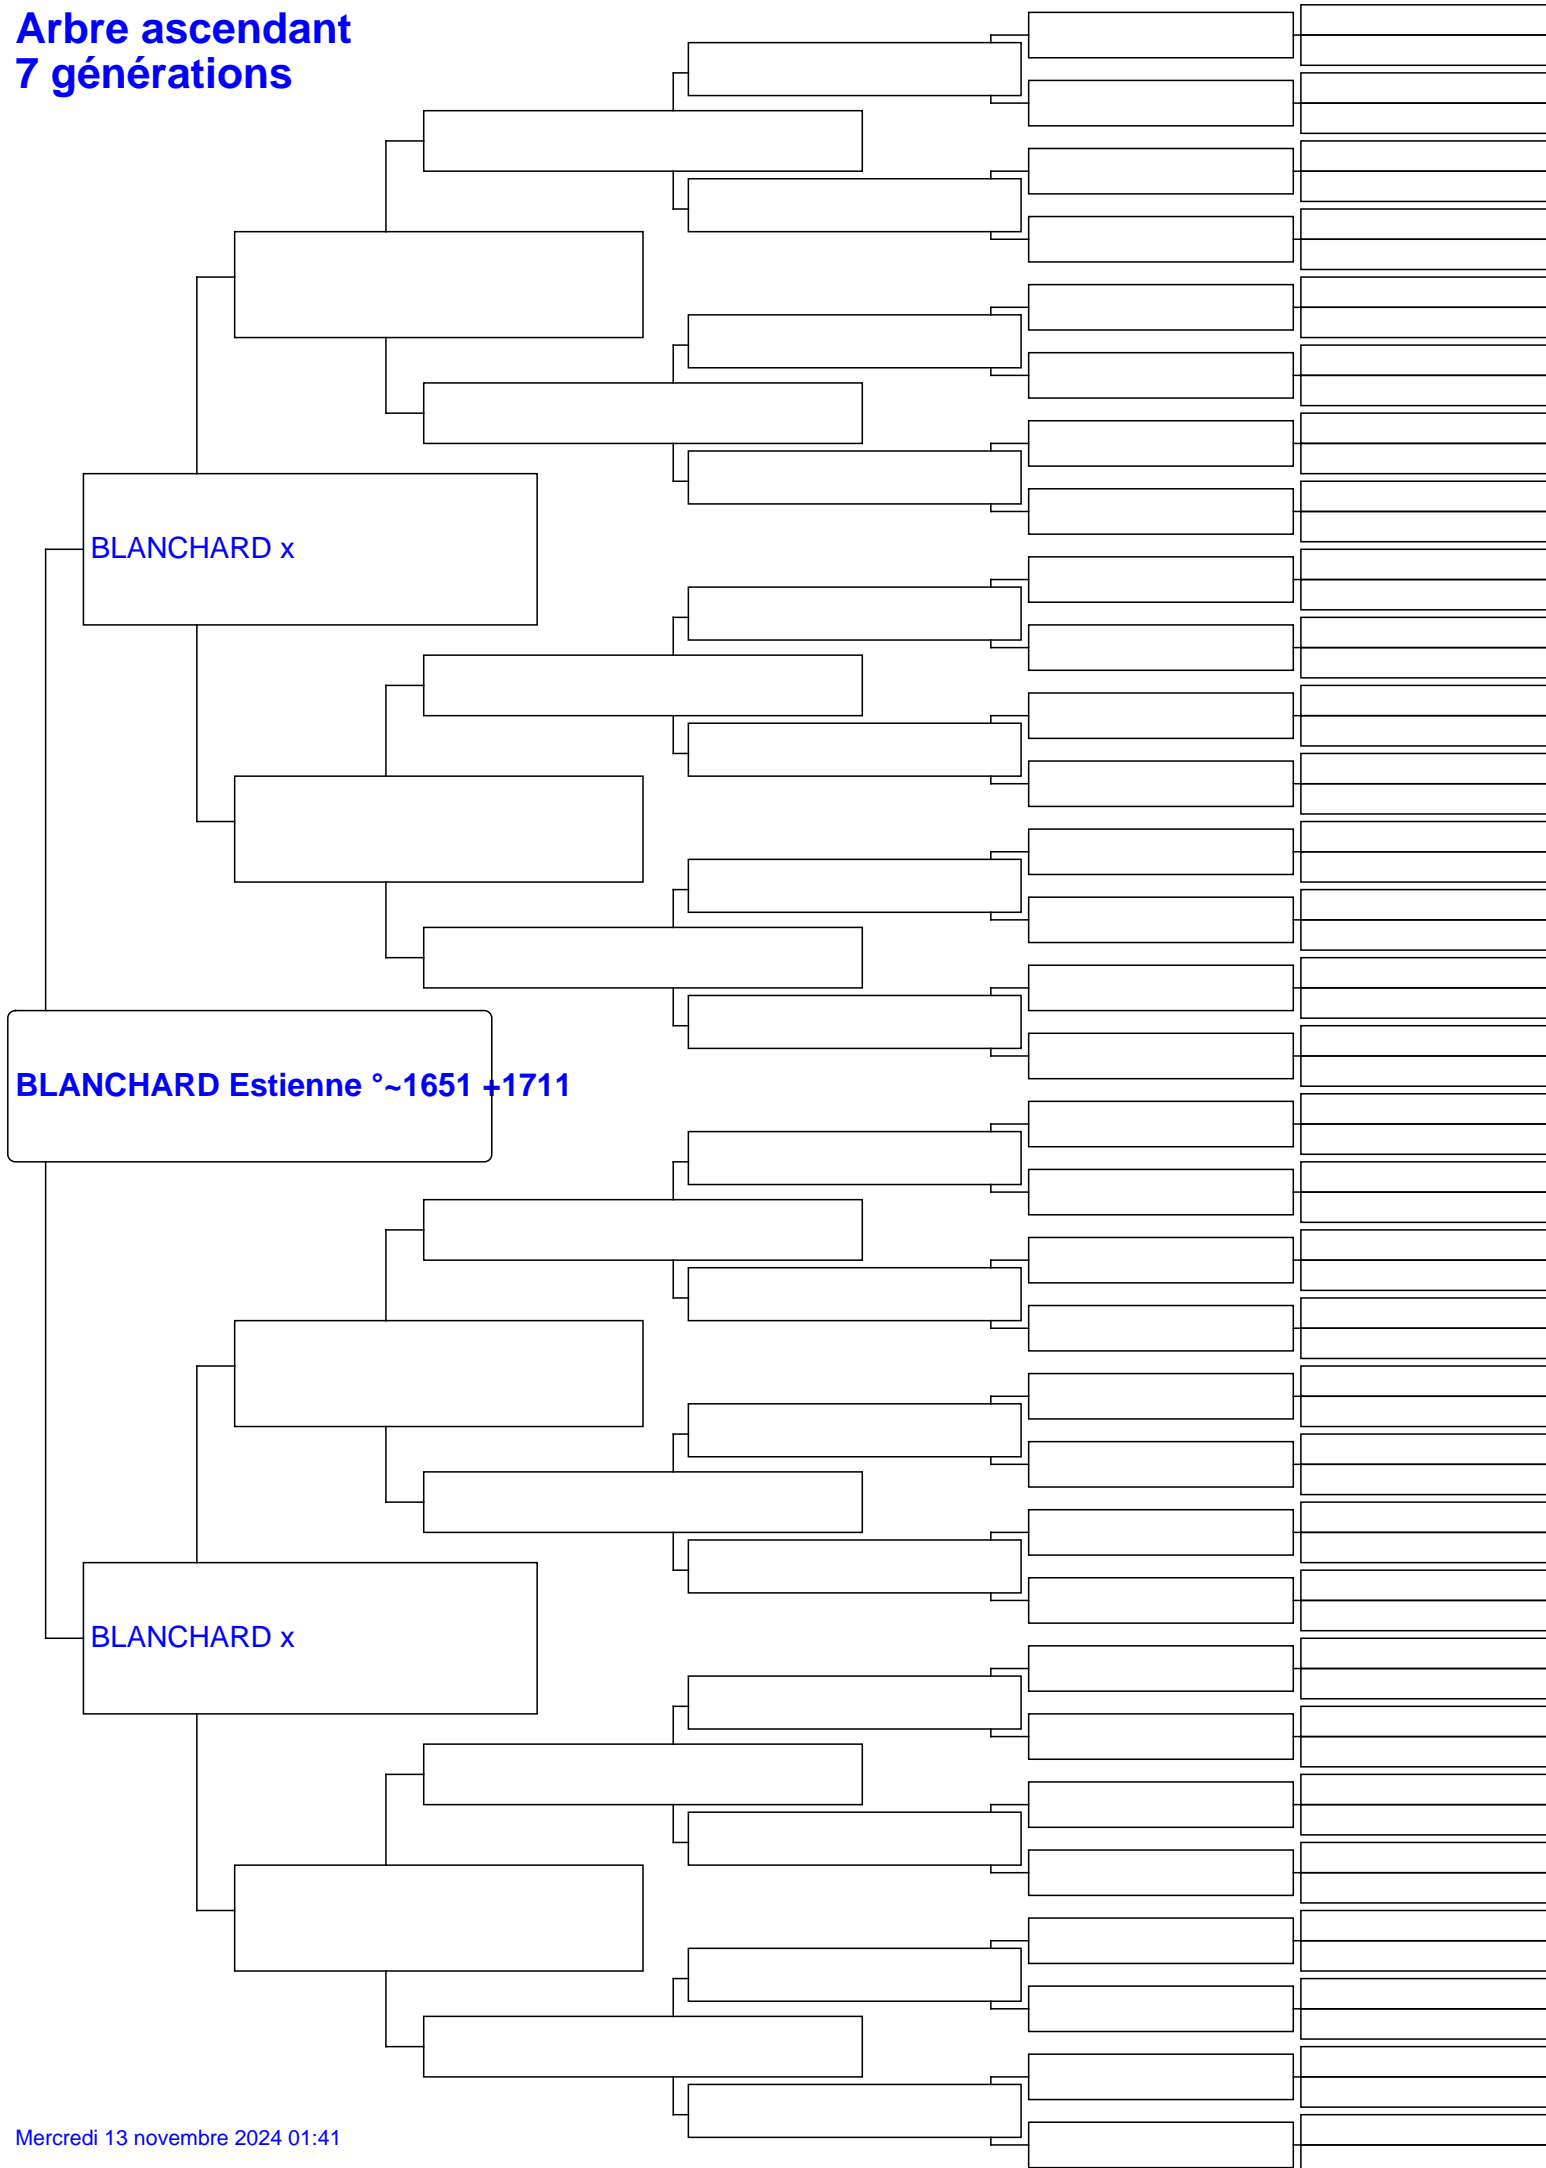 Arbre ascendant
7 générations
BLANCHARD x
BLANCHARD Estienne °~1651 +1711
BLANCHARD x
Mercredi 13 novembre 2024 01:41